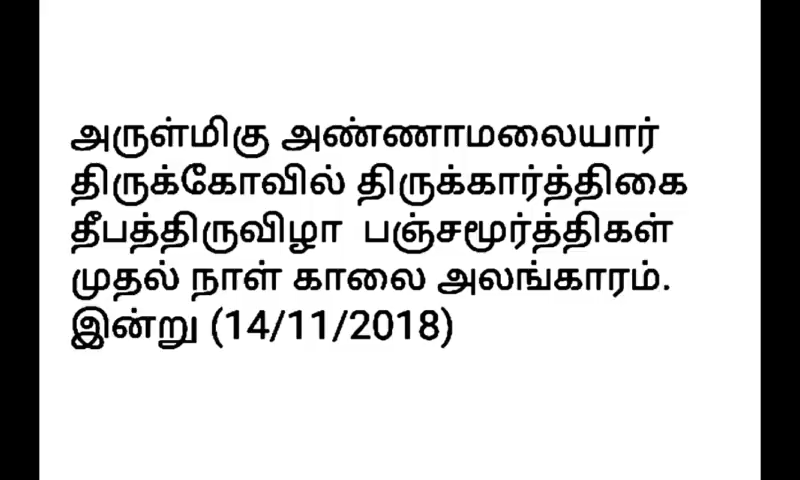 அருள்மிகு அண்ணாமலையார்
திருக்கோவில் திருக்கார்த்திகை
தீபத்திருவிழா பஞ்சமூர்த்திகள்
முதல் நாள் காலை அலங்காரம்.
இன்று (14/11/2018)